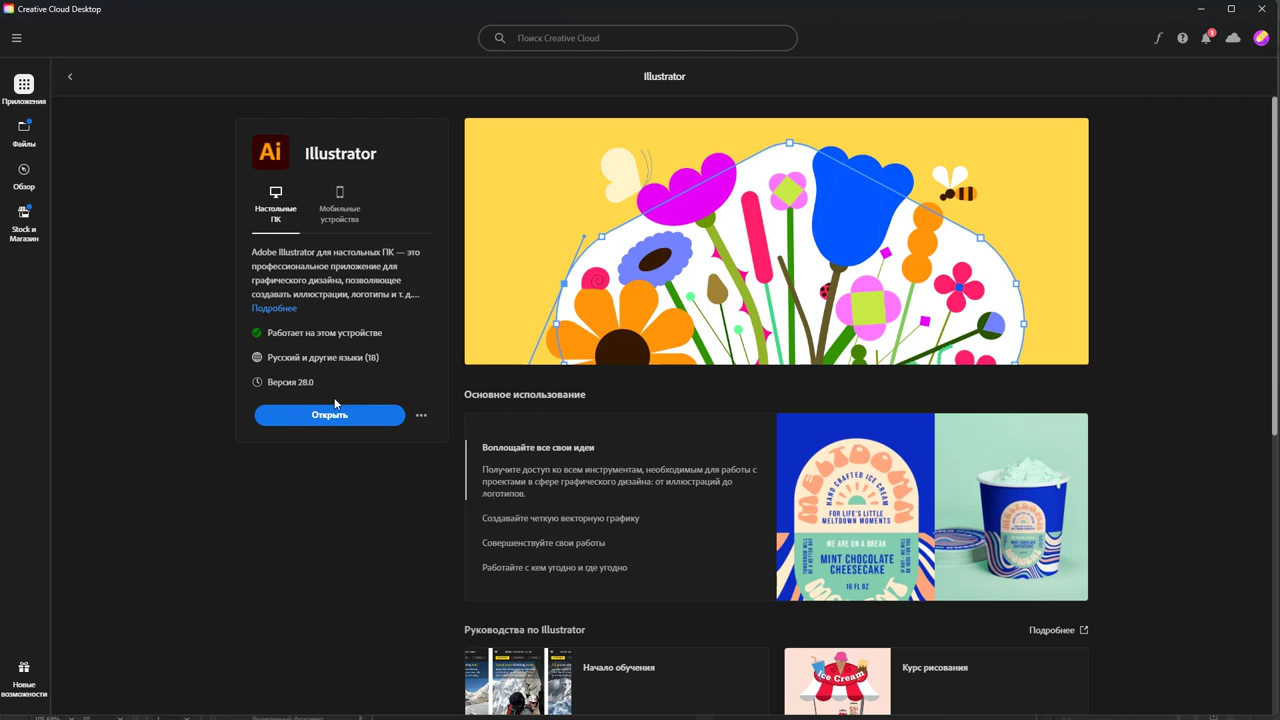 Creative Cloud Desktop
Поиск Creative Cloud
1
Illustrator
Приложения
Файлы
Обзор
Stock и
Магазин
Новые
возможности
Ai
Illustrator
Настольные
ПК
Мобильные
устройства
Adobe Illustrator для настольных ПК — это
профессиональное приложение для
графического дизайна, позволяющее
создавать иллюстрации, логотипы и т. д....
Подробнее
Работает на этом устройстве
Русский и другие языки (18)
Версия 28.0
Открыть
Основное использование
Воплощайте все свои идеи
Получите доступ ко всем инструментам, необходимым для работы с
проектами в сфере графического дизайна: от иллюстраций до
логотипов.
Создавайте четкую векторную графику
Совершенствуйте свои работы
Работайте с кем угодно и где угодно
MELTDOWN
HAND CRAFTED ICE CREAM
FOR LIFE'S LITTLE
MELTDOWN MOMENTS
WE ARE ON A BREAK
MINT CHOCOLATE
CHEESECAKE
16 FL OZ
Руководства по Illustrator
Подробнее
Начало обучения
Ice Cream
Курс рисования